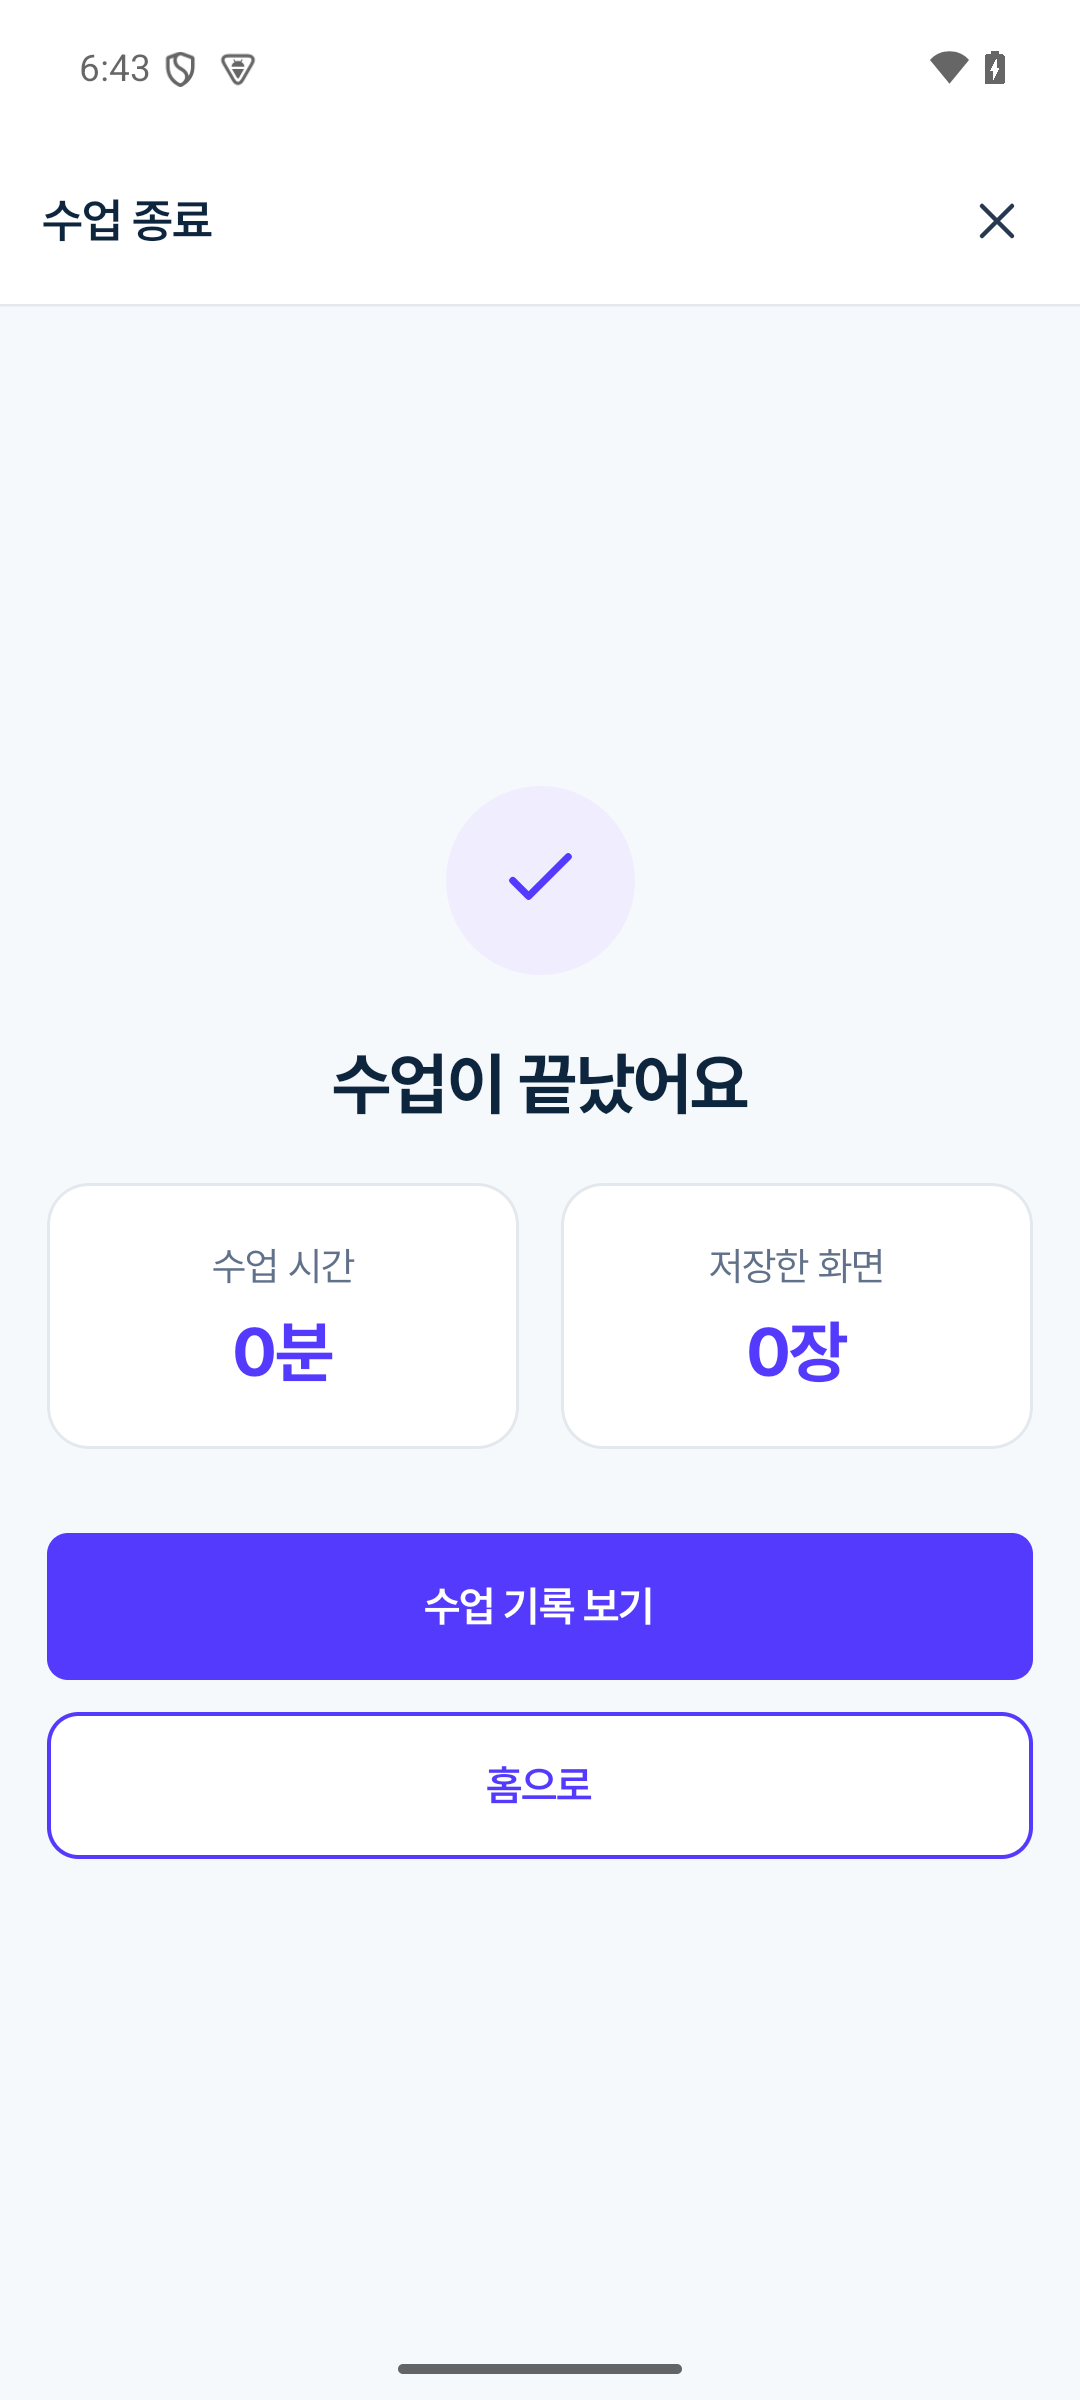 6:43
수업 종료
수업이 끝났어요
수업 시간
0분
저장한 화면
0장
수업 기록 보기
홈으로